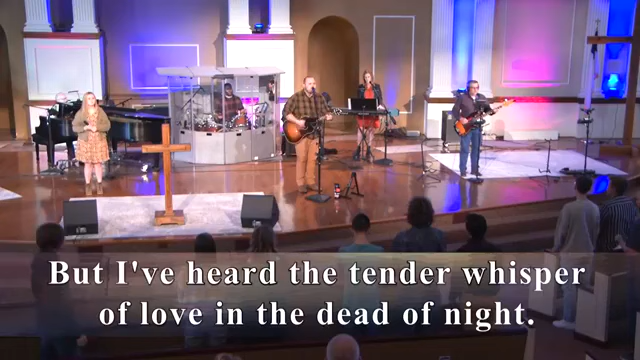 But I've heard the tender whisper
of love in the dead of night.